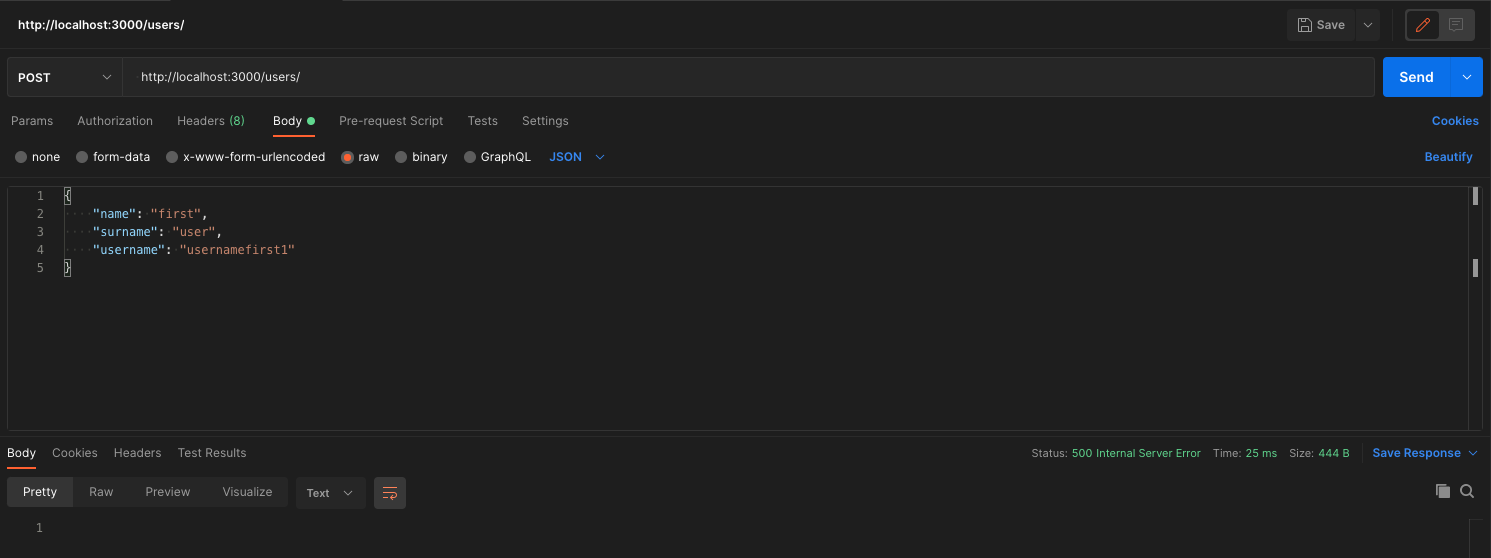 http://localhost:3000/users/ Save
POST http://localhost:3000/users/ Send
Params Authorization Headers (8) Body Pre-request Script Tests Settings Cookies
none form-data x-www-form-urlencoded raw binary GraphQL JSON Beautify
1 {
2 "name": "first",
3 "surname": "user",
4 "username": "usernamefirst1"
5 }
Body Cookies Headers Test Results Status: 500 Internal Server Error Time: 25 ms Size: 444 B Save Response
Pretty Raw Preview Visualize Text
1